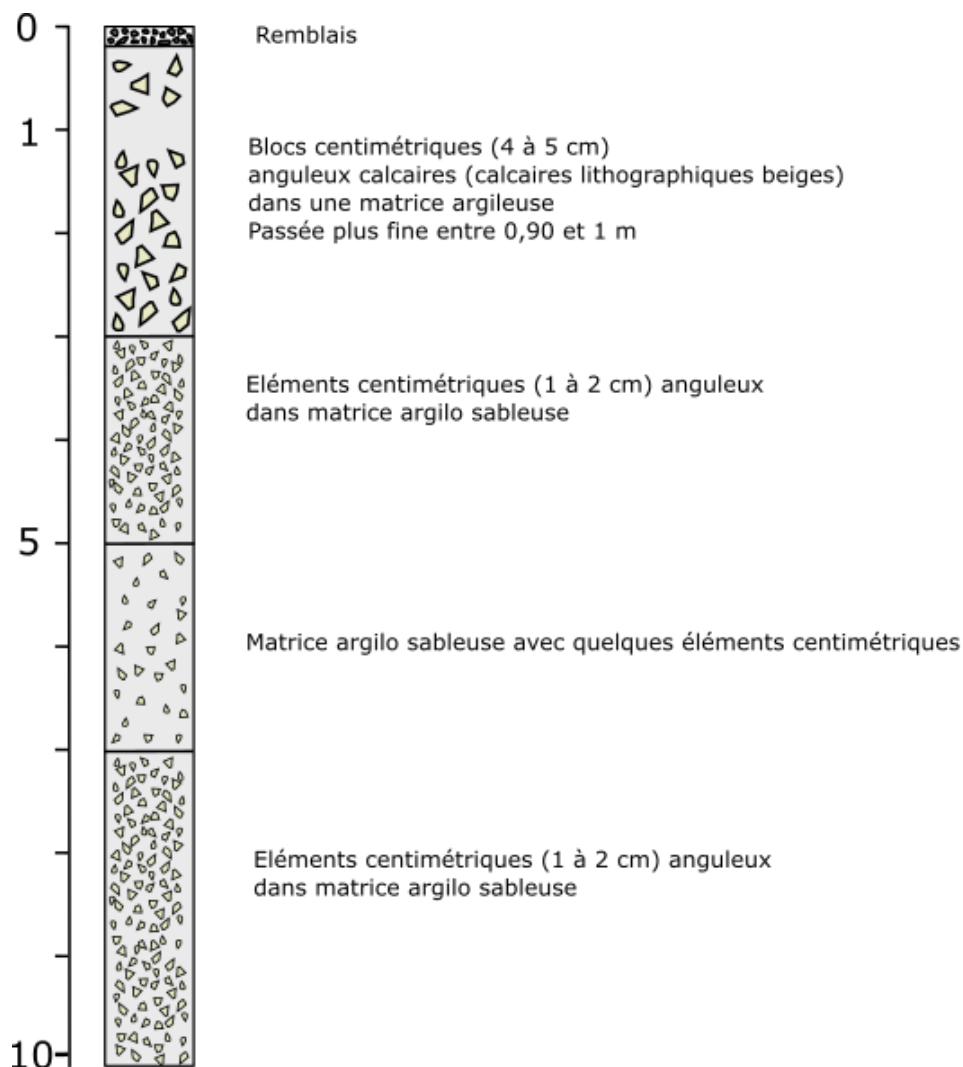 0
Remblais
1
Blocs centimétriques (4 à 5 cm)
anguleux calcaires (calcaires lithographiques beiges)
dans une matrice argileuse
Passée plus fine entre 0,90 et 1 m
Eléments centimétriques (1 à 2 cm) anguleux
dans matrice argilo sableuse
5
Matrice argilo sableuse avec quelques éléments centimétriques
Eléments centimétriques (1 à 2 cm) anguleux
dans matrice argilo sableuse
10